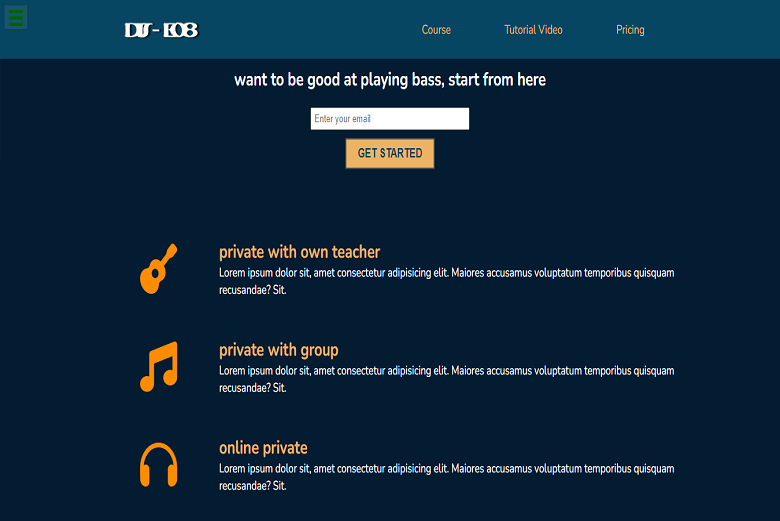 Course Tutorial Video Pricing
want to be good at playing bass, start from here
Enter your email
GET STARTED
private with own teacher
Lorem ipsum dolor sit, amet consectetur adipisicing elit. Maiores accusamus voluptatum temporibus quisquam
recusandae? Sit.
private with group
Lorem ipsum dolor sit, amet consectetur adipisicing elit. Maiores accusamus voluptatum temporibus quisquam
recusandae? Sit.
online private
Lorem ipsum dolor sit, amet consectetur adipisicing elit. Maiores accusamus voluptatum temporibus quisquam
recusandae? Sit.